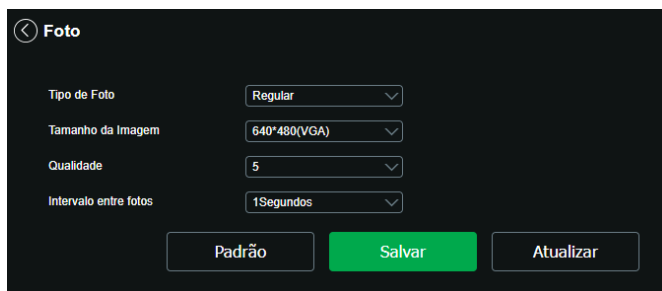 Foto
Tipo de Foto Regular
Tamanho da Imagem 640*480(VGA)
Qualidade 5
Intervalo entre fotos 1Segundos
Padrão Salvar Atualizar